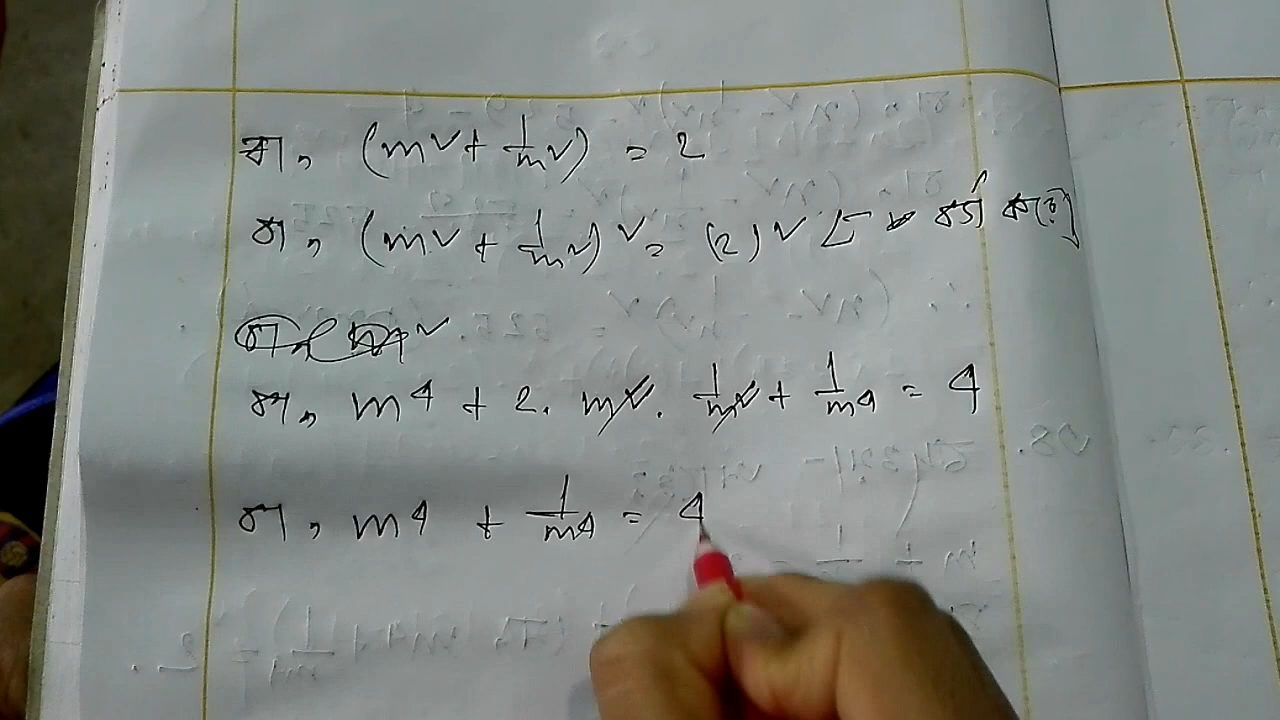 বা, (m² + 1/m²) = 2
বা, (m² + 1/m²)² = (2)² [বর্গ করে]
বা, m⁴ + 2. m². 1/m² + 1/m⁴ = 4
বা, m⁴ + 1/m⁴ = 4